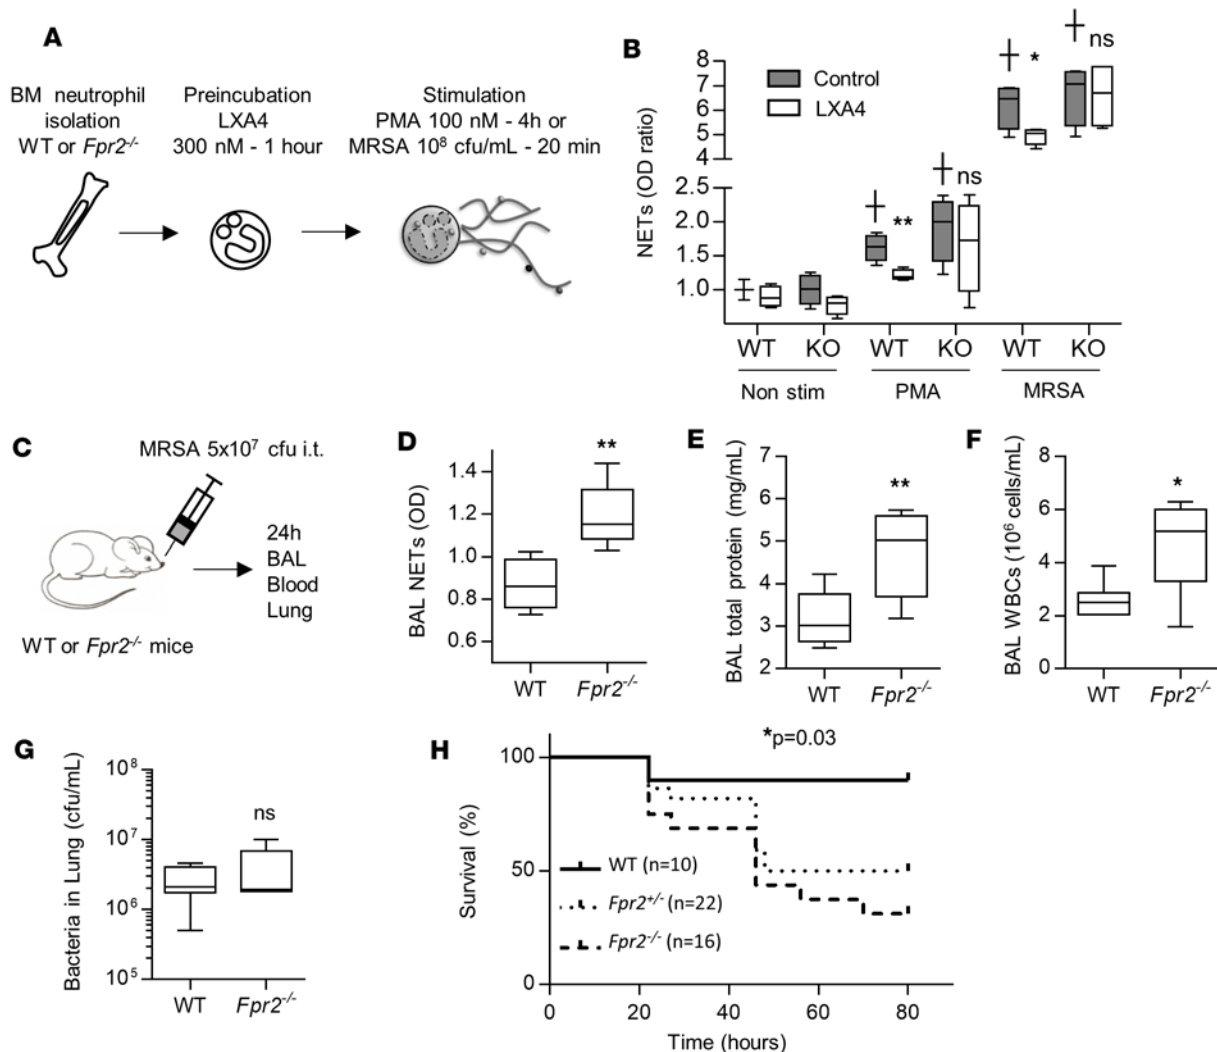 A
BM neutrophil
isolation
WT or Fpr2-/-
Preincubation
LXA4
300 nM - 1 hour
Stimulation
PMA 100 nM - 4h or
MRSA 10⁸ cfu/mL - 20 min
B
NETs (OD ratio)
8
7
6
5
4
2.5
2.0
1.5
1.0
Control
LXA4
**
ns
*
ns
WT
KO
WT
KO
WT
KO
Non stim
PMA
MRSA
C
MRSA 5x10⁷ cfu i.t.
24h
BAL
Blood
Lung
WT or Fpr2-/- mice
D
BAL NETs (OD)
1.4
1.2
1.0
0.8
0.6
**
WT
Fpr2-/-
E
BAL total protein (mg/mL)
7
6
5
4
3
2
**
WT
Fpr2-/-
F
BAL WBCs (10⁶ cells/mL)
8
6
4
2
0
*
WT
Fpr2-/-
G
Bacteria in Lung (cfu/mL)
10⁸
10⁷
10⁶
10⁵
ns
WT
Fpr2-/-
H
*p=0.03
Survival (%)
100
50
0
WT (n=10)
Fpr2+/- (n=22)
Fpr2-/- (n=16)
0
20
40
60
80
Time (hours)